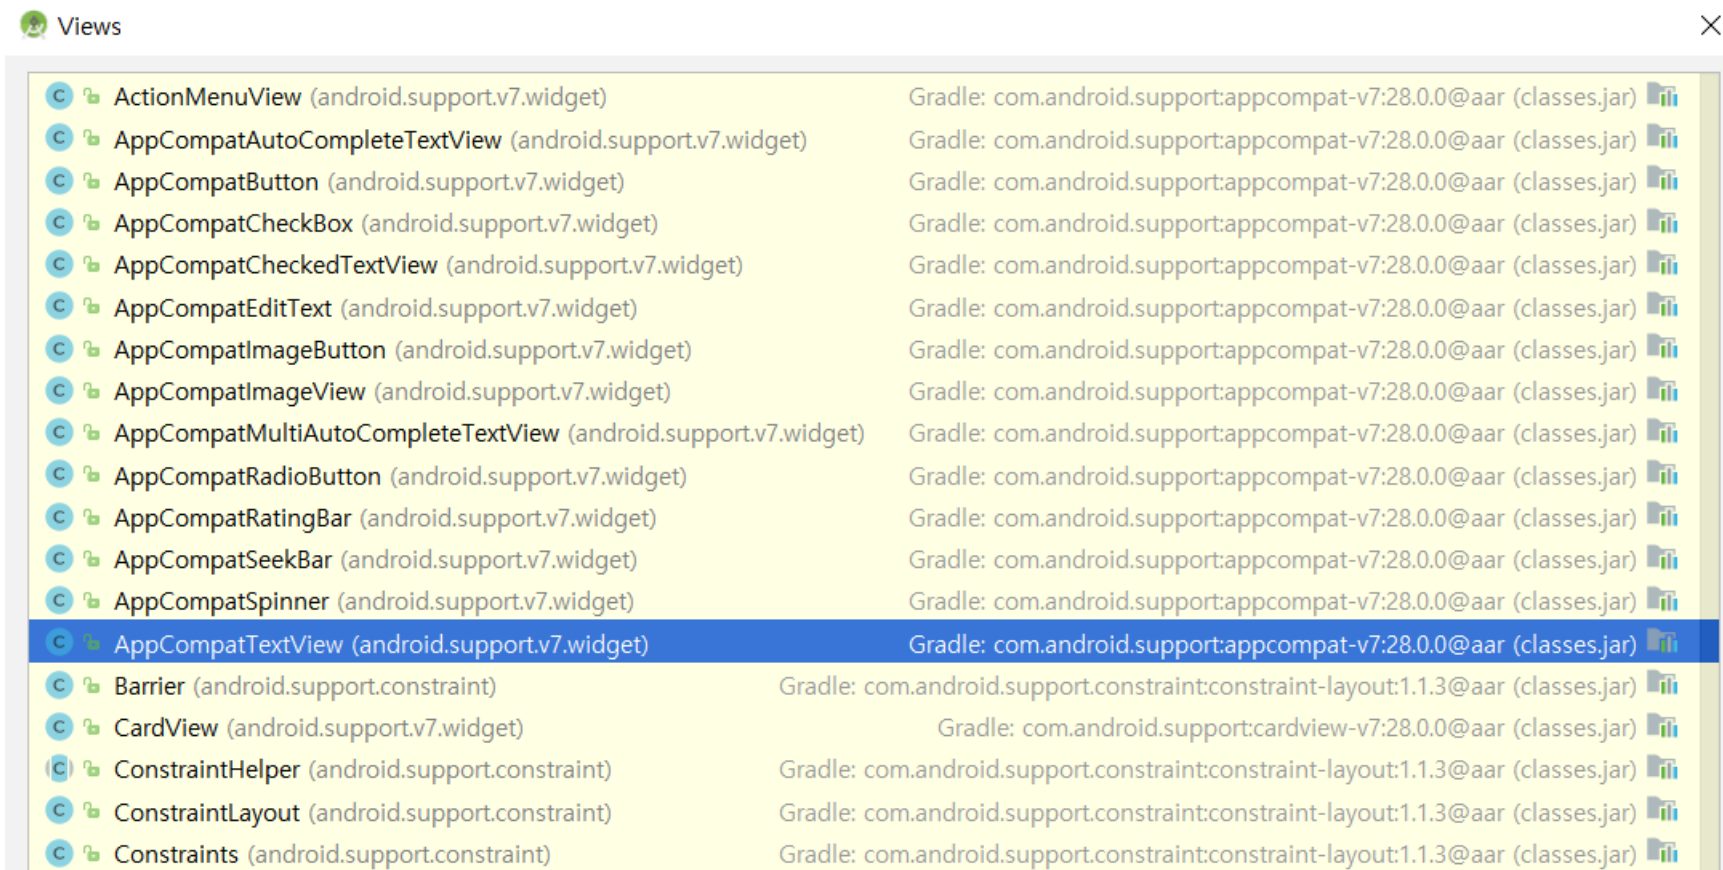 Views
ActionMenuView (android.support.v7.widget) Gradle: com.android.support:appcompat-v7:28.0.0@aar (classes.jar)
AppCompatAutoCompleteTextView (android.support.v7.widget) Gradle: com.android.support:appcompat-v7:28.0.0@aar (classes.jar)
AppCompatButton (android.support.v7.widget) Gradle: com.android.support:appcompat-v7:28.0.0@aar (classes.jar)
AppCompatCheckBox (android.support.v7.widget) Gradle: com.android.support:appcompat-v7:28.0.0@aar (classes.jar)
AppCompatCheckedTextView (android.support.v7.widget) Gradle: com.android.support:appcompat-v7:28.0.0@aar (classes.jar)
AppCompatEditText (android.support.v7.widget) Gradle: com.android.support:appcompat-v7:28.0.0@aar (classes.jar)
AppCompatImageButton (android.support.v7.widget) Gradle: com.android.support:appcompat-v7:28.0.0@aar (classes.jar)
AppCompatImageView (android.support.v7.widget) Gradle: com.android.support:appcompat-v7:28.0.0@aar (classes.jar)
AppCompatMultiAutoCompleteTextView (android.support.v7.widget) Gradle: com.android.support:appcompat-v7:28.0.0@aar (classes.jar)
AppCompatRadioButton (android.support.v7.widget) Gradle: com.android.support:appcompat-v7:28.0.0@aar (classes.jar)
AppCompatRatingBar (android.support.v7.widget) Gradle: com.android.support:appcompat-v7:28.0.0@aar (classes.jar)
AppCompatSeekBar (android.support.v7.widget) Gradle: com.android.support:appcompat-v7:28.0.0@aar (classes.jar)
AppCompatSpinner (android.support.v7.widget) Gradle: com.android.support:appcompat-v7:28.0.0@aar (classes.jar)
AppCompatTextView (android.support.v7.widget) Gradle: com.android.support:appcompat-v7:28.0.0@aar (classes.jar)
Barrier (android.support.constraint) Gradle: com.android.support.constraint:constraint-layout:1.1.3@aar (classes.jar)
CardView (android.support.v7.widget) Gradle: com.android.support:cardview-v7:28.0.0@aar (classes.jar)
ConstraintHelper (android.support.constraint) Gradle: com.android.support.constraint:constraint-layout:1.1.3@aar (classes.jar)
ConstraintLayout (android.support.constraint) Gradle: com.android.support.constraint:constraint-layout:1.1.3@aar (classes.jar)
Constraints (android.support.constraint) Gradle: com.android.support.constraint:constraint-layout:1.1.3@aar (classes.jar)